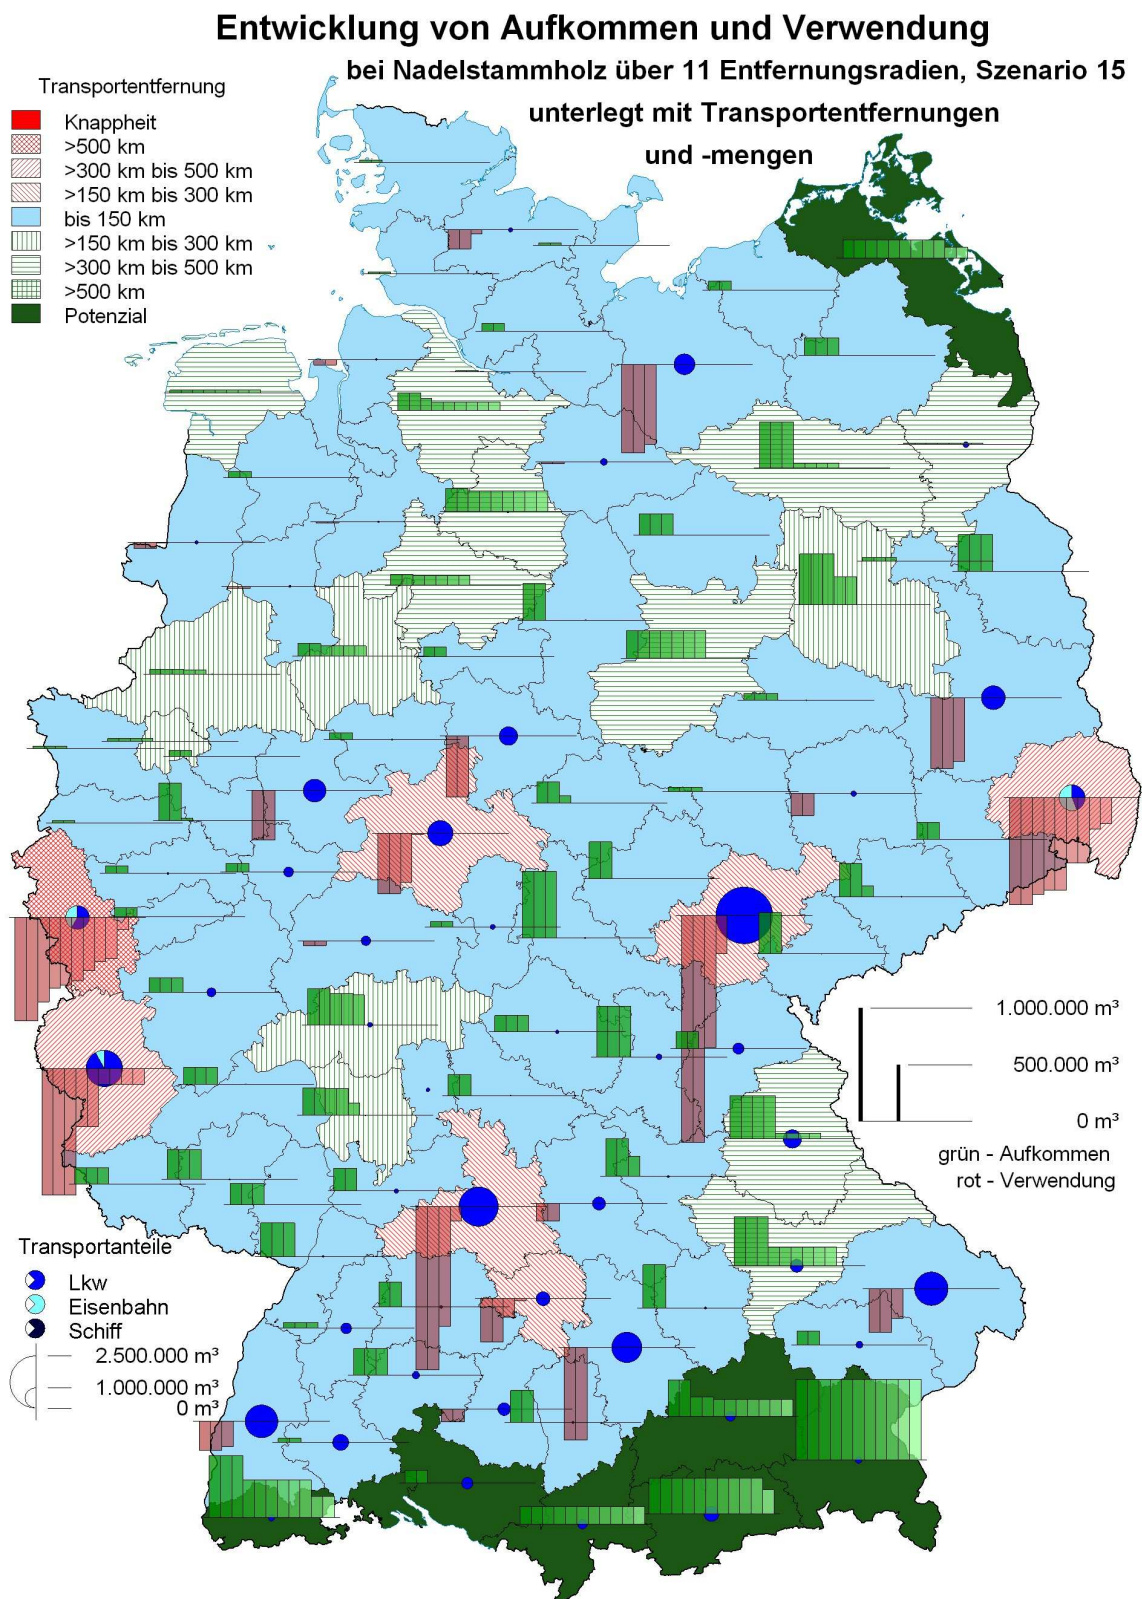 Entwicklung von Aufkommen und Verwendung
bei Nadelstammholz über 11 Entfernungsradien, Szenario 15
unterlegt mit Transportentfernungen
und -mengen
Transportentfernung
Knappheit
>500 km
>300 km bis 500 km
>150 km bis 300 km
bis 150 km
>150 km bis 300 km
>300 km bis 500 km
>500 km
Potenzial
1.000.000 m³
500.000 m³
0 m³
grün - Aufkommen
rot - Verwendung
Transportanteile
Lkw
Eisenbahn
Schiff
2.500.000 m³
1.000.000 m³
0 m³